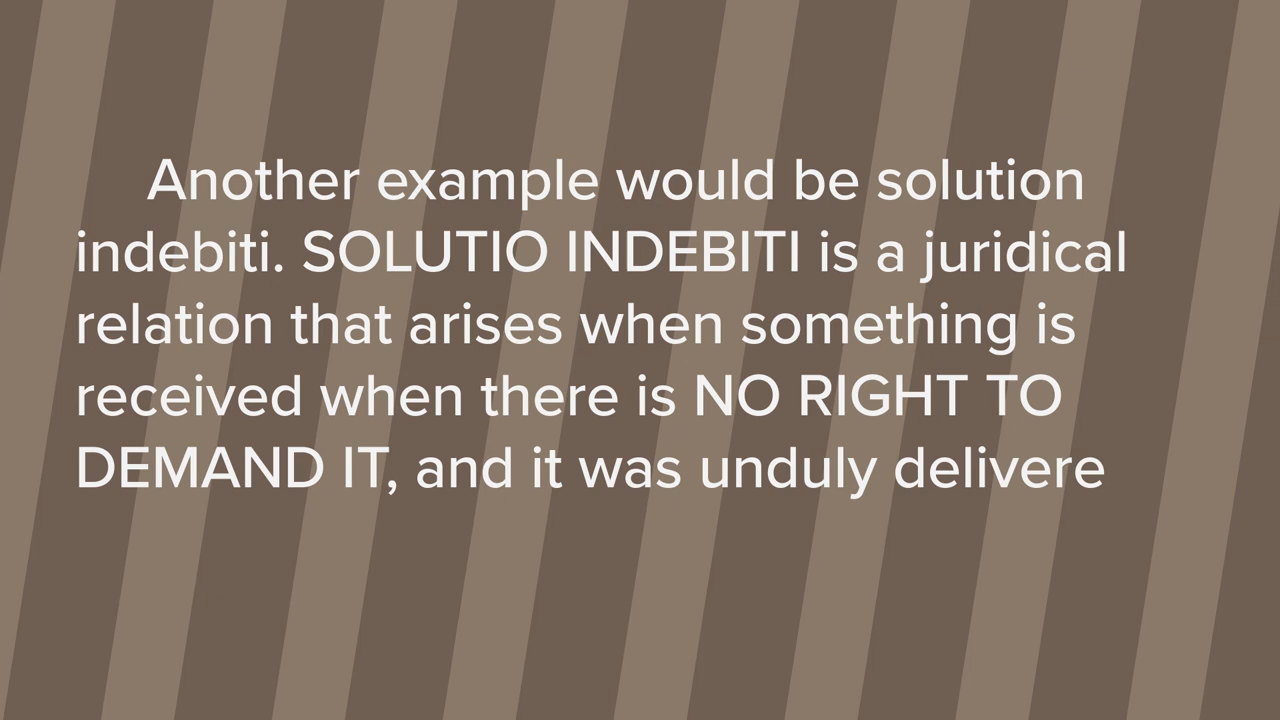 Another example would be solution
indebiti. SOLUTIO INDEBITI is a juridical
relation that arises when something is
received when there is NO RIGHT TO
DEMAND IT, and it was unduly delivere